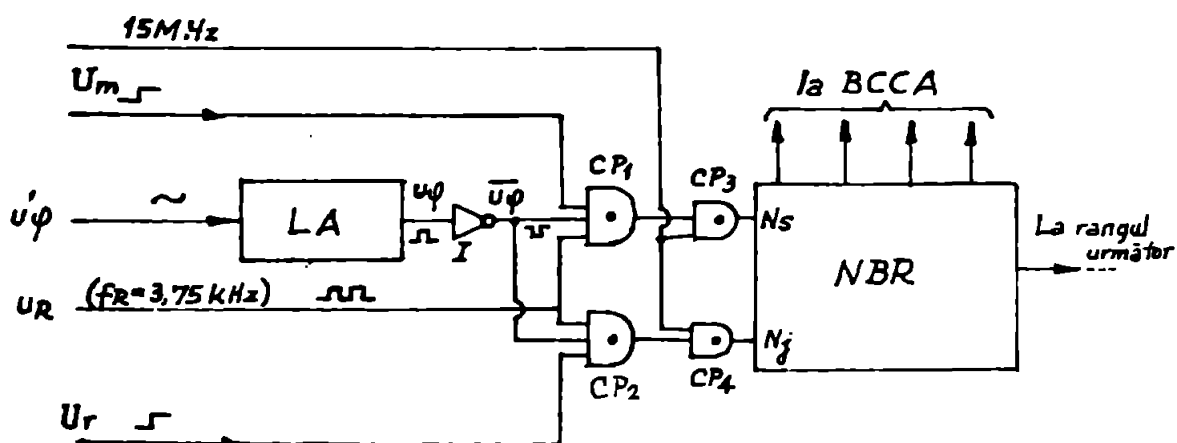 15MHz
Um
la BCCA
CP1
CP3
u'φ
~
LA
uφ
I
u̅φ̅
Ns
NBR
La rangul
următor
uR (fR=3,75 kHz)
CP2
CP4
Nj
Ur